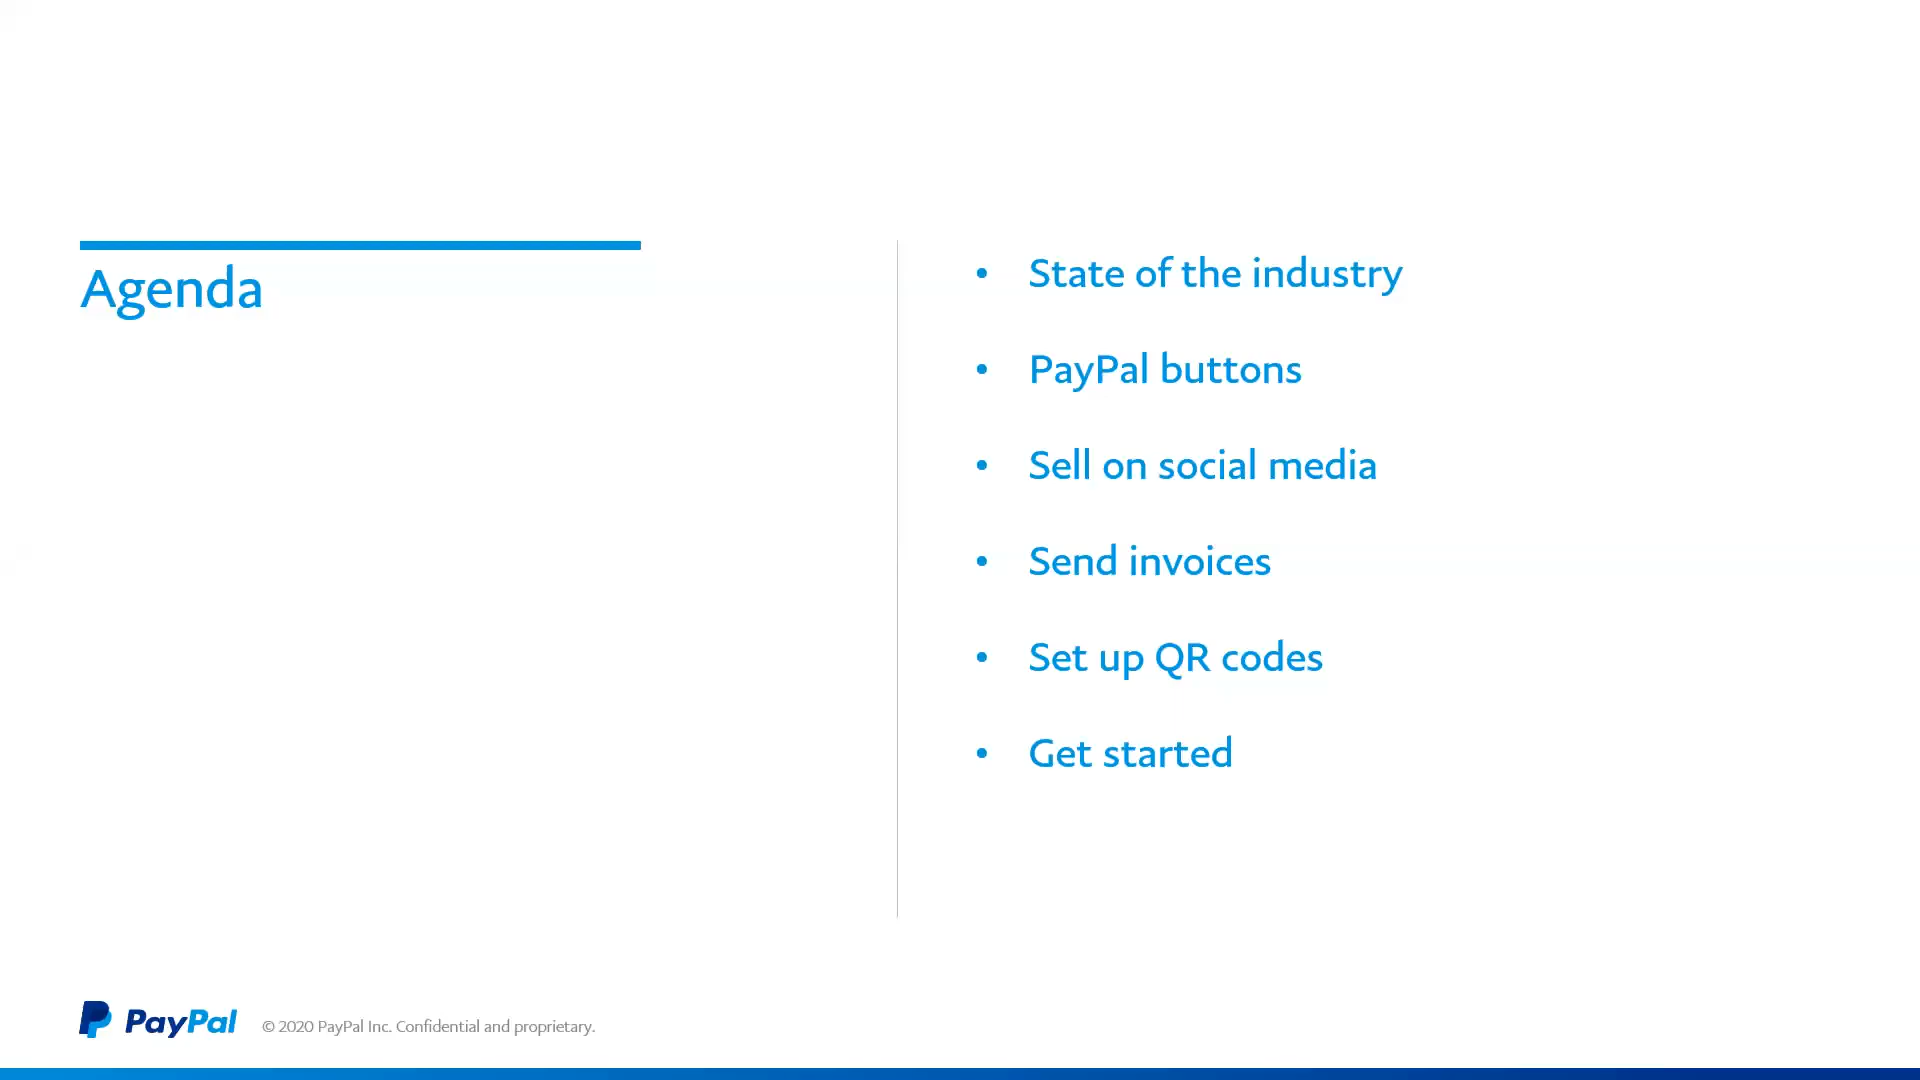 Agenda
• State of the industry
• PayPal buttons
• Sell on social media
• Send invoices
• Set up QR codes
• Get started
PayPal © 2020 PayPal Inc. Confidential and proprietary.